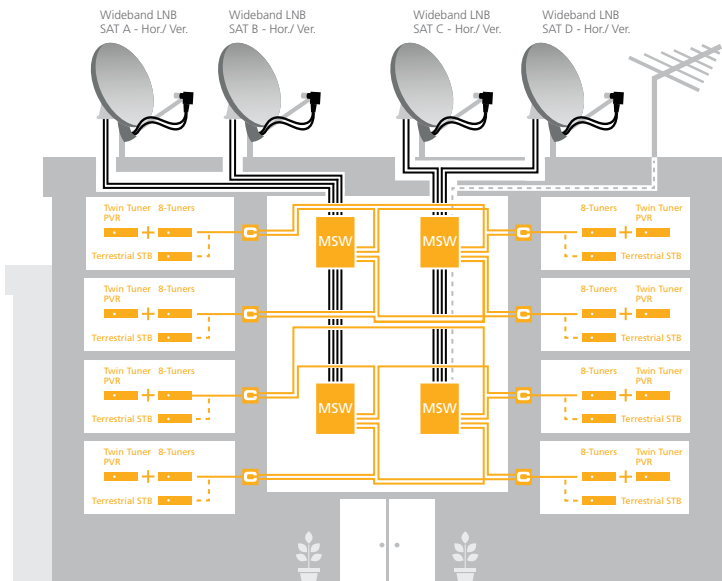 Wideband LNB
SAT A - Hor./ Ver.
Wideband LNB
SAT B - Hor./ Ver.
Wideband LNB
SAT C - Hor./ Ver.
Wideband LNB
SAT D - Hor./ Ver.
Twin Tuner
PVR
8-Tuners
Terrestrial STB
C
MSW
MSW
C
8-Tuners
Twin Tuner
PVR
Terrestrial STB
Twin Tuner
PVR
8-Tuners
Terrestrial STB
C
C
8-Tuners
Twin Tuner
PVR
Terrestrial STB
Twin Tuner
PVR
8-Tuners
Terrestrial STB
C
MSW
MSW
C
8-Tuners
Twin Tuner
PVR
Terrestrial STB
Twin Tuner
PVR
8-Tuners
Terrestrial STB
C
C
8-Tuners
Twin Tuner
PVR
Terrestrial STB